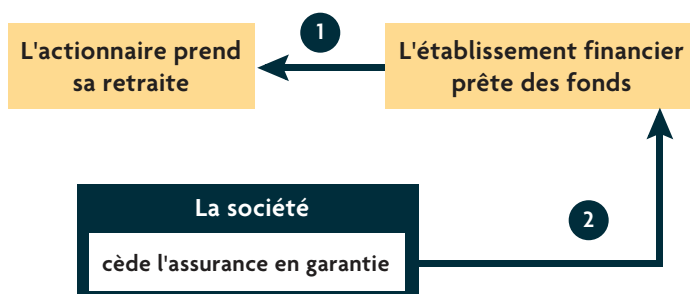 1
L'actionnaire prend
sa retraite
L'établissement financier
prête des fonds
La société
cède l'assurance en garantie
2